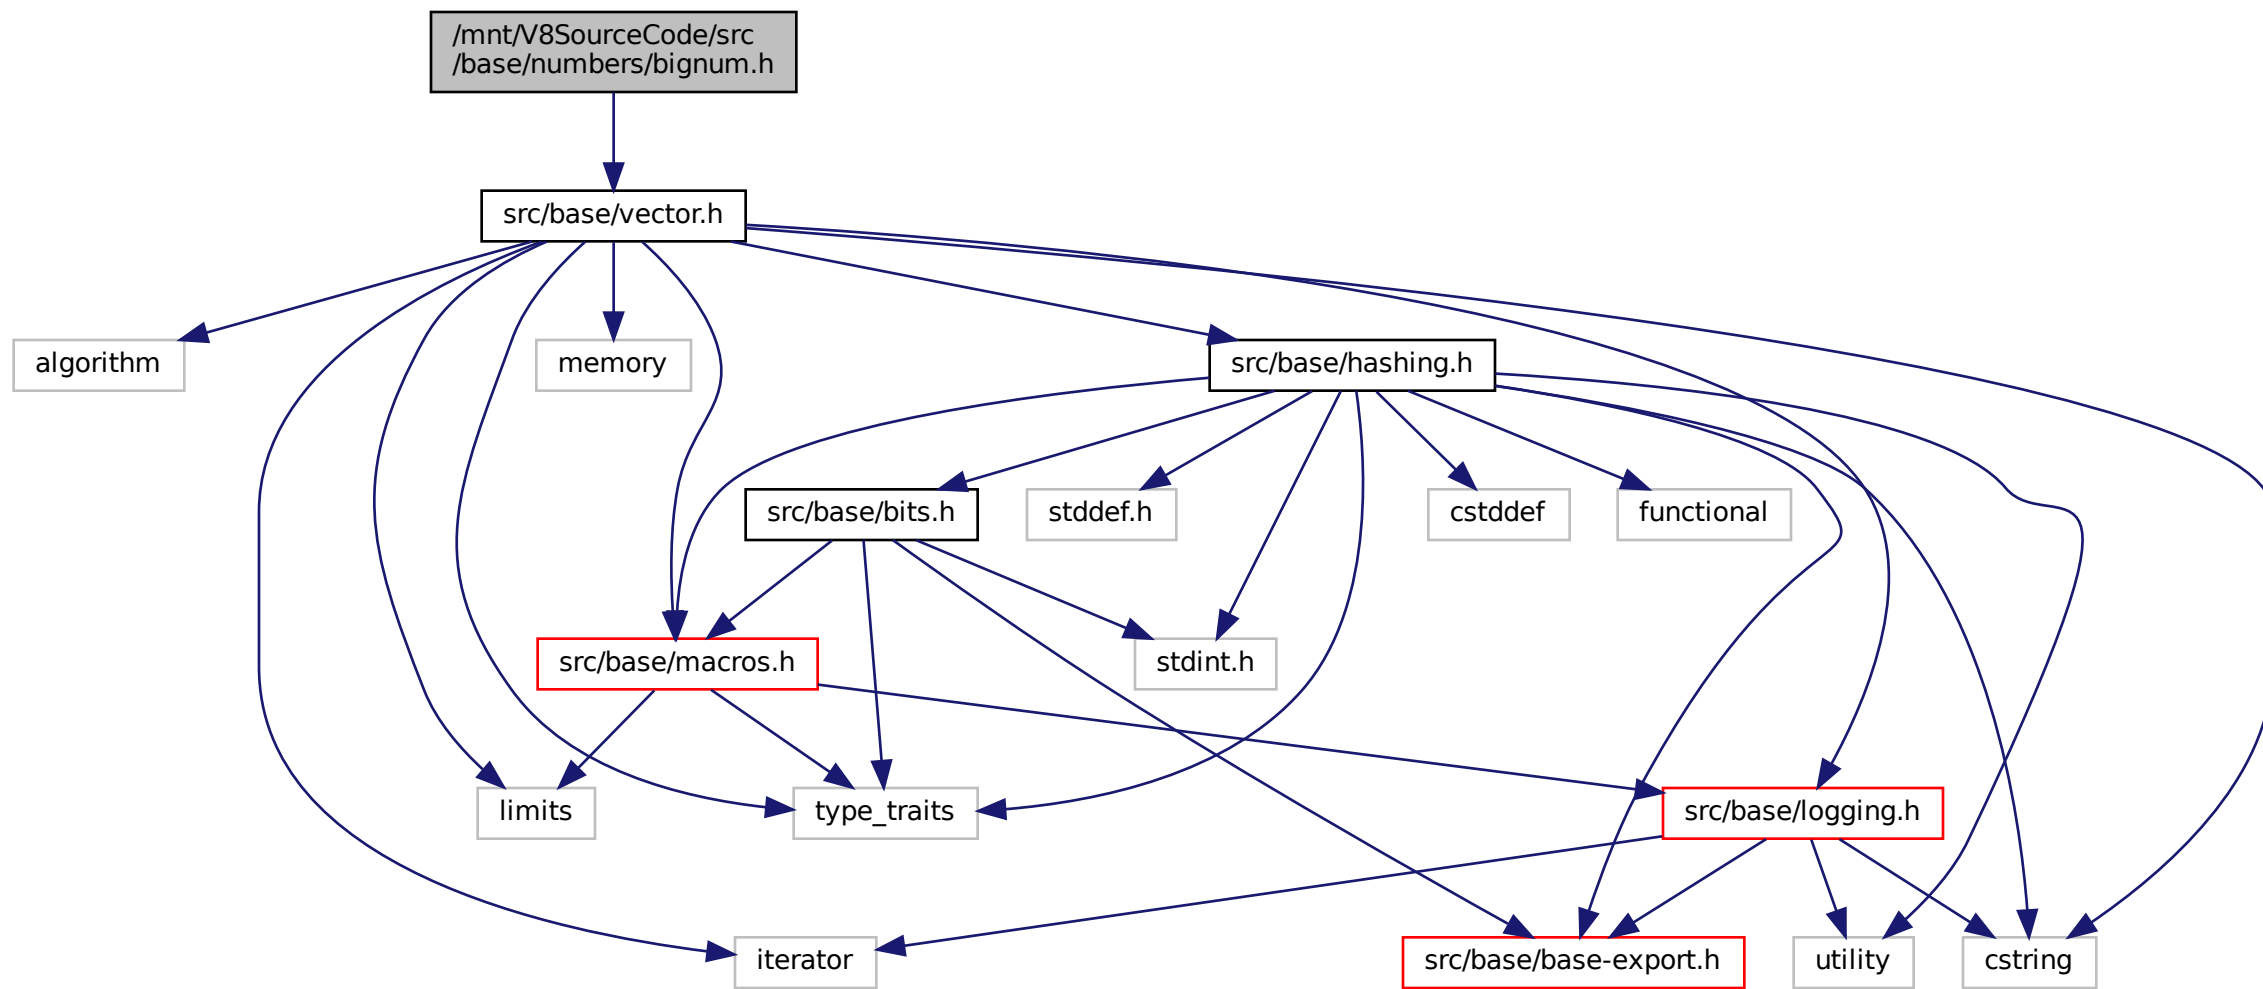 /mnt/V8SourceCode/src
/base/numbers/bignum.h
src/base/vector.h
algorithm
memory
src/base/hashing.h
src/base/bits.h
stddef.h
cstddef
functional
src/base/macros.h
stdint.h
limits
type_traits
src/base/logging.h
iterator
src/base/base-export.h
utility
cstring